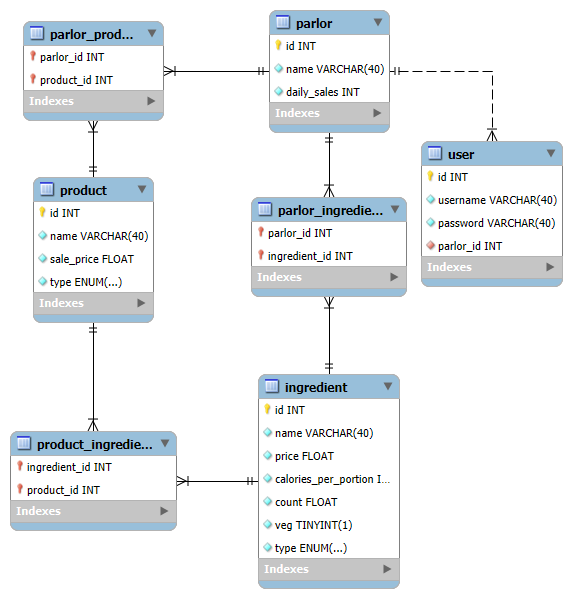 parlor_prod...
parlor_id INT
product_id INT
Indexes
parlor
id INT
name VARCHAR(40)
daily_sales INT
Indexes
user
id INT
username VARCHAR(40)
password VARCHAR(40)
parlor_id INT
Indexes
product
id INT
name VARCHAR(40)
sale_price FLOAT
type ENUM(...)
Indexes
parlor_ingredie...
parlor_id INT
ingredient_id INT
Indexes
product_ingredie...
ingredient_id INT
product_id INT
Indexes
ingredient
id INT
name VARCHAR(40)
price FLOAT
calories_per_portion I...
count FLOAT
veg TINYINT(1)
type ENUM(...)
Indexes